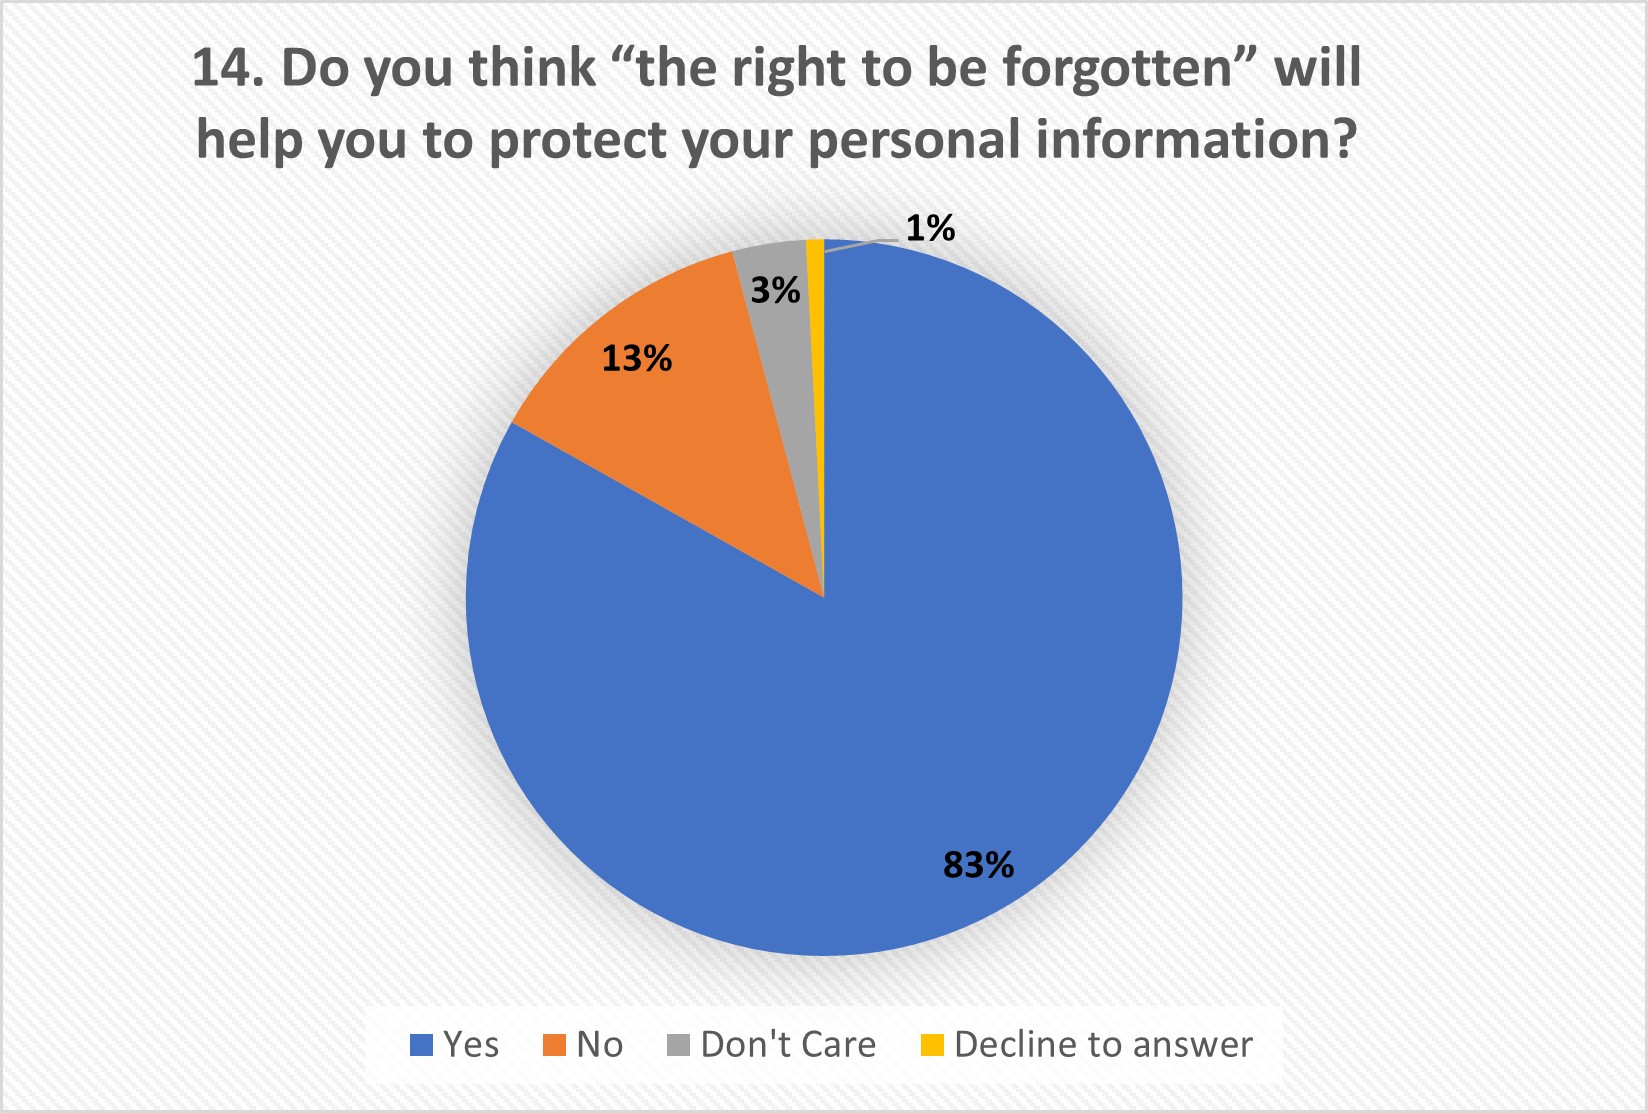 14. Do you think “the right to be forgotten” will
help you to protect your personal information?
1%
3%
13%
83%
Yes No Don't Care Decline to answer